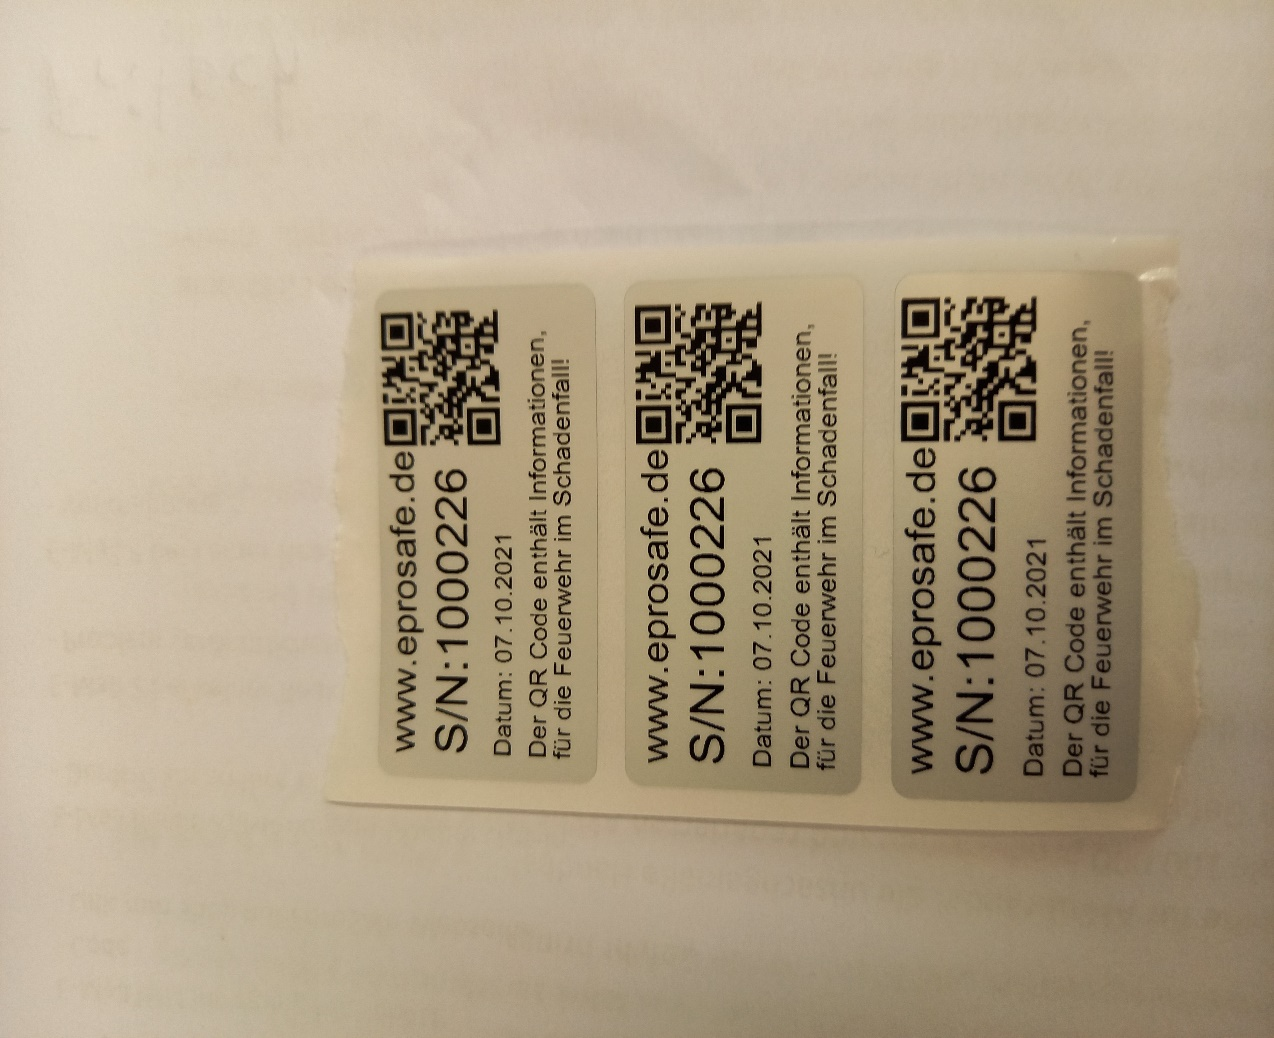 www.eprosafe.de
S/N:1000226
Datum: 07.10.2021
Der QR Code enthält Informationen,
für die Feuerwehr im Schadenfall!
www.eprosafe.de
S/N:1000226
Datum: 07.10.2021
Der QR Code enthält Informationen,
für die Feuerwehr im Schadenfall!
www.eprosafe.de
S/N:1000226
Datum: 07.10.2021
Der QR Code enthält Informationen,
für die Feuerwehr im Schadenfall!